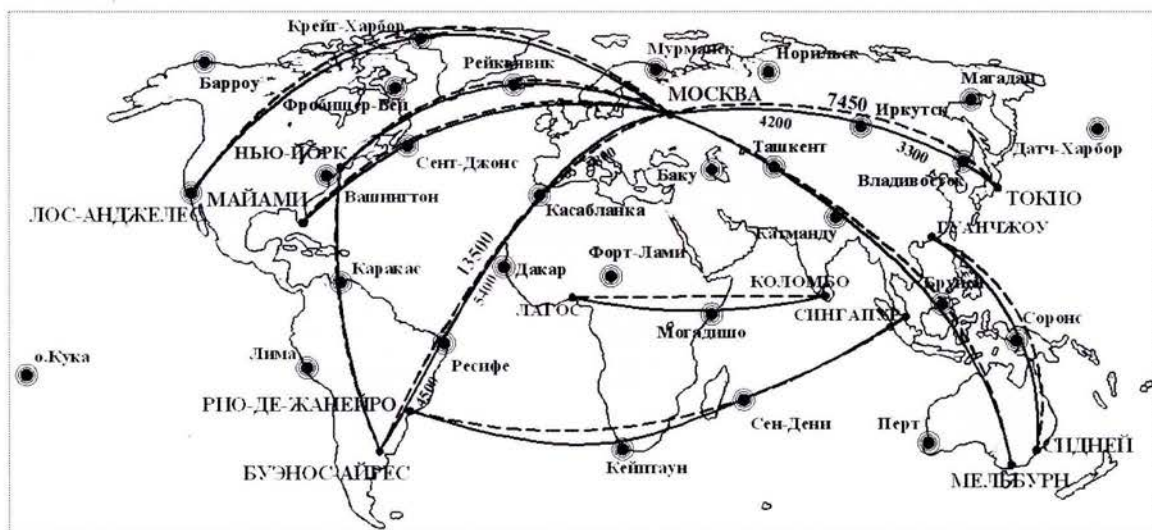 Крейг-Харбор
Барроу
Рейкьявик
Мурманск
Норильск
Фробишер-Бей
МОСКВА
Магадан
7450
Иркутск
4200
НЬЮ-ЙОРК
Сент-Джонс
Ташкент
3300
Датч-Харбор
Баку
Владивосток
МАЙАМИ
Вашингтон
ЛОС-АНДЖЕЛЕС
Касабланка
ТОКИО
Катманду
ГУАНЧЖОУ
13500
Дакар
Форт-Лами
Каракас
5400
КОЛОМБО
Бруней
ЛАГОС
СИНГАПУР
Могадишо
Соронг
о.Кука
Лима
Ресифе
4500
РИО-ДЕ-ЖАНЕЙРО
Сен-Дени
Перт
СИДНЕЙ
БУЭНОС-АЙРЕС
Кейптаун
МЕЛЬБУРН